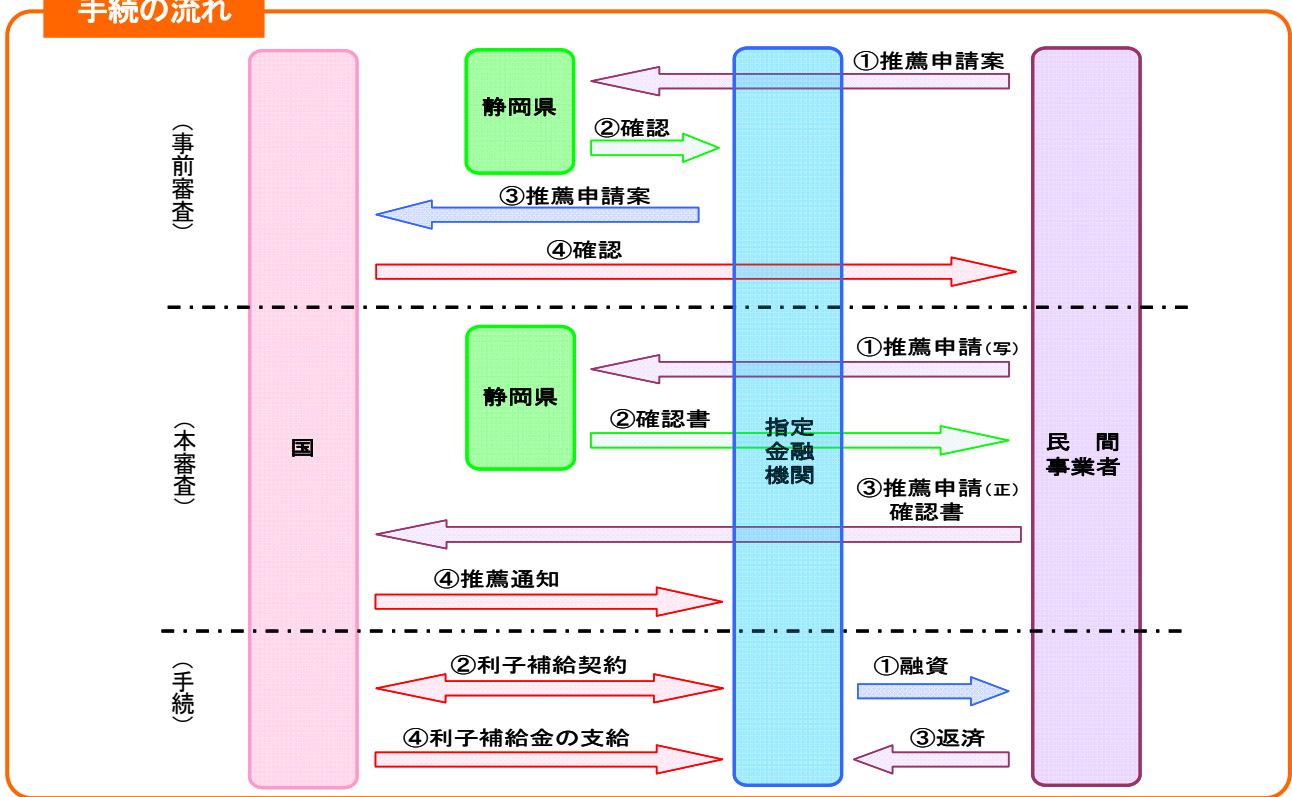 手続の流れ
①推薦申請案
静岡県
②確認
(事前審査)
③推薦申請案
④確認
①推薦申請(写)
静岡県
②確認書
国
指定
金融
機関
民　間
事業者
(本審査)
③推薦申請(正)
確認書
④推薦通知
(手続)
②利子補給契約
①融資
④利子補給金の支給
③返済